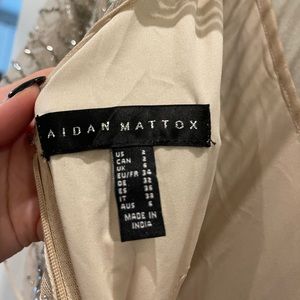 AIDAN MATTOX
US 2
CAN 2
UK 6
EU/FR 34
DE 32
ES 36
IT 38
AUS 6
MADE IN
INDIA